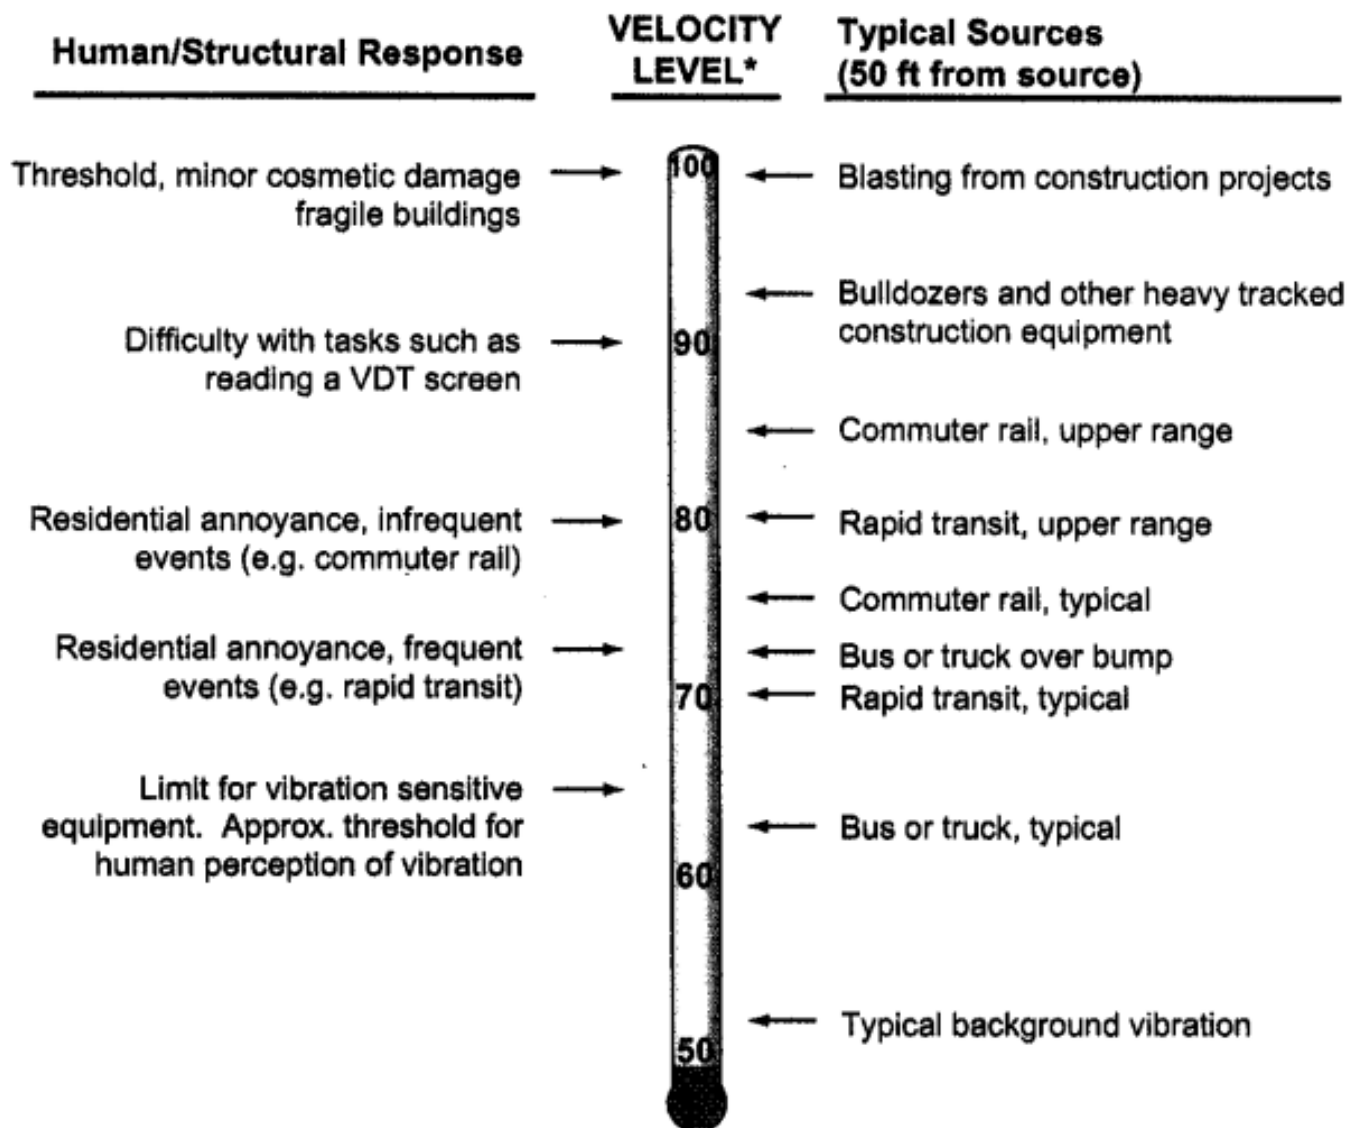 Human/Structural Response
VELOCITY
LEVEL*
Typical Sources
(50 ft from source)
Threshold, minor cosmetic damage
fragile buildings
100
Blasting from construction projects
Bulldozers and other heavy tracked
construction equipment
Difficulty with tasks such as
reading a VDT screen
90
Commuter rail, upper range
Residential annoyance, infrequent
events (e.g. commuter rail)
80
Rapid transit, upper range
Commuter rail, typical
Residential annoyance, frequent
events (e.g. rapid transit)
Bus or truck over bump
70
Rapid transit, typical
Limit for vibration sensitive
equipment. Approx. threshold for
human perception of vibration
Bus or truck, typical
60
Typical background vibration
50